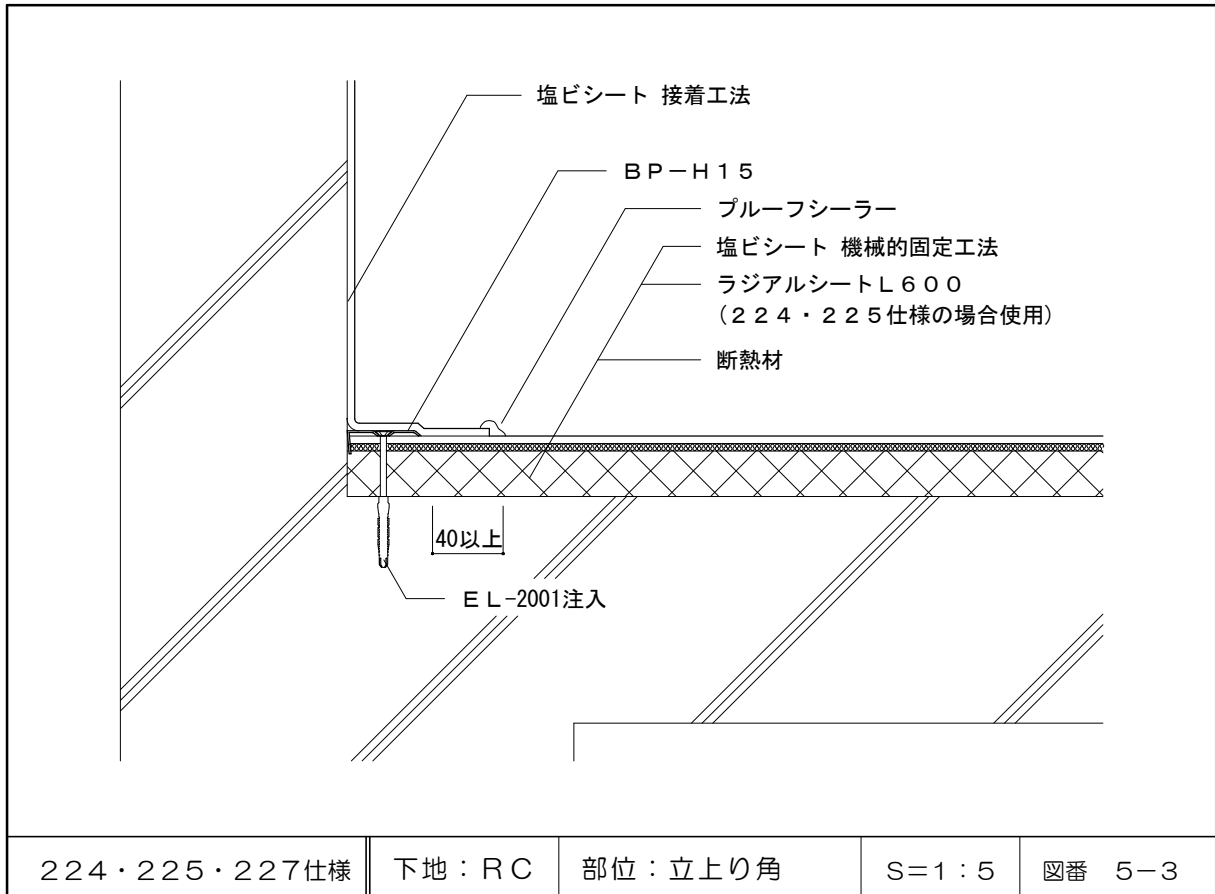 塩ビシート 接着工法
ＢＰ－Ｈ１５
プルーフシーラー
塩ビシート 機械的固定工法
ラジアルシートＬ６００
（２２４・２２５仕様の場合使用）
断熱材
40以上
ＥＬ-2001注入
２２４・２２５・２２７仕様 下地：ＲＣ 部位：立上り角 Ｓ＝１：５ 図番 ５－３